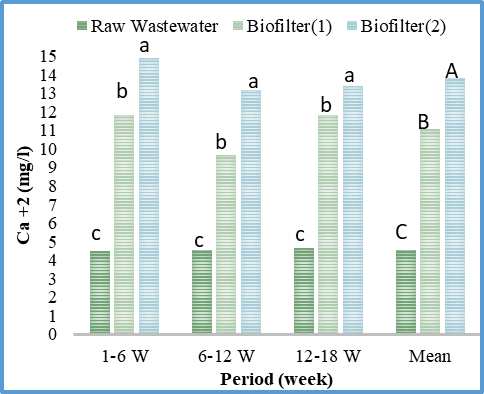 Raw Wastewater Biofilter(1) Biofilter(2)
Ca +2 (mg/l)
15
14
13
12
11
10
9
8
7
6
5
4
3
2
1
0
c b a
c b a
c b a
C B A
1-6 W 6-12 W 12-18 W Mean
Period (week)